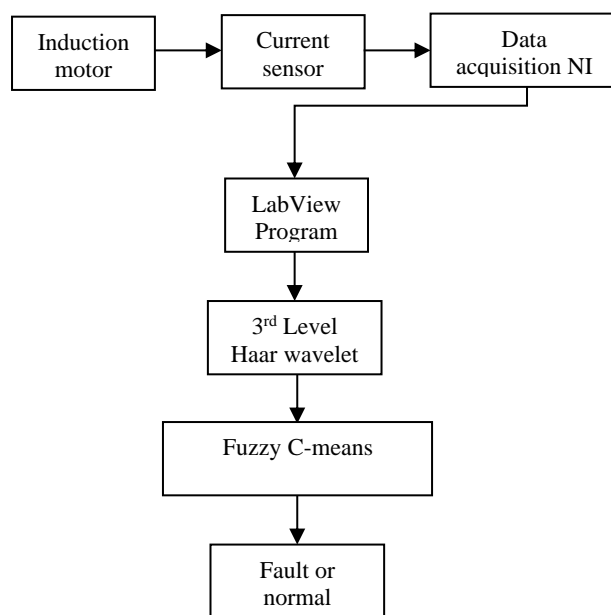 Induction
motor
Current
sensor
Data
acquisition NI
LabView
Program
3rd Level
Haar wavelet
Fuzzy C-means
Fault or
normal